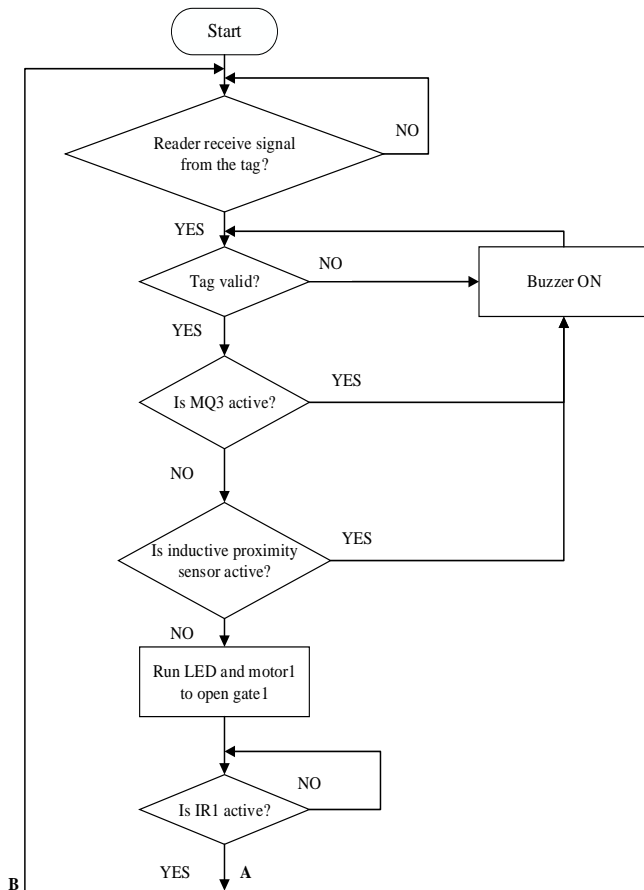 Start
NO
Reader receive signal
from the tag?
YES
NO
Tag valid?
Buzzer ON
YES
YES
Is MQ3 active?
NO
YES
Is inductive proximity
sensor active?
NO
Run LED and motor1
to open gate1
NO
Is IR1 active?
YES
A
B